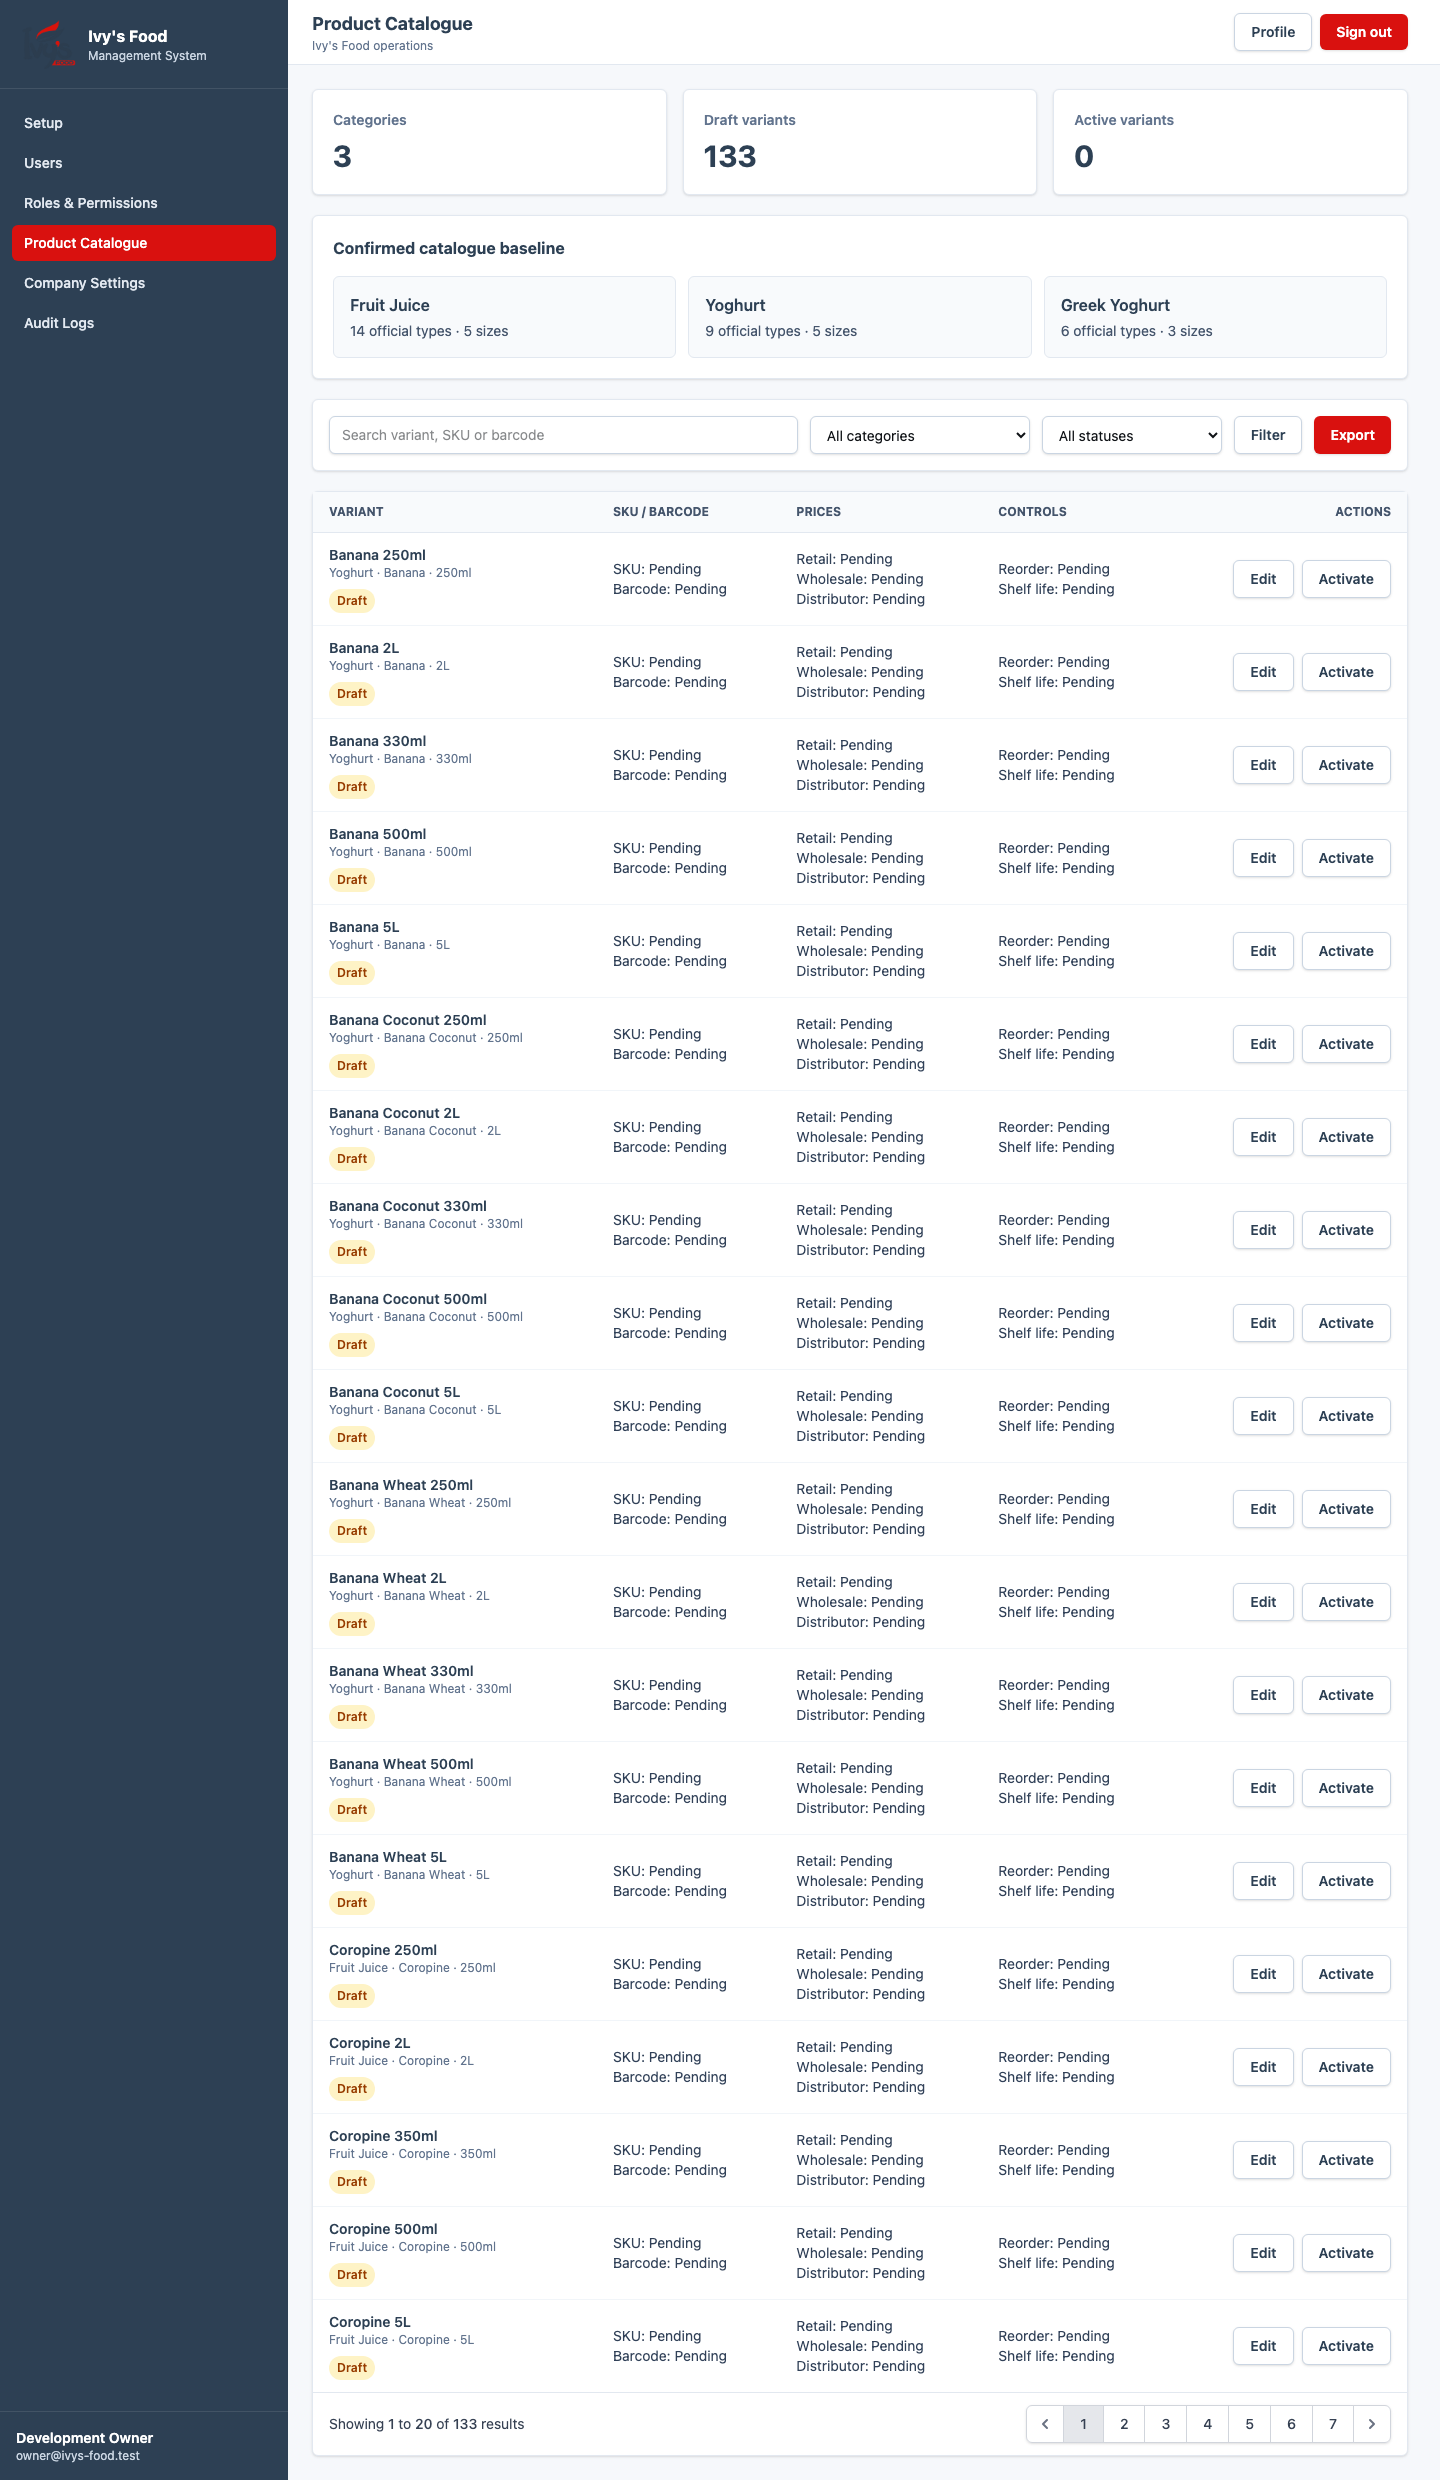 Ivy's Food
Management System
Setup
Users
Roles & Permissions
Product Catalogue
Company Settings
Audit Logs
Development Owner
owner@ivys-food.test
Product Catalogue
Ivy's Food operations
Profile
Sign out
Categories
3
Draft variants
133
Active variants
0
Confirmed catalogue baseline
Fruit Juice
14 official types · 5 sizes
Yoghurt
9 official types · 5 sizes
Greek Yoghurt
6 official types · 3 sizes
Search variant, SKU or barcode
All categories
All statuses
Filter
Export
VARIANT SKU / BARCODE PRICES CONTROLS ACTIONS
Banana 250ml
Yoghurt · Banana · 250ml
Draft
SKU: Pending
Barcode: Pending
Retail: Pending
Wholesale: Pending
Distributor: Pending
Reorder: Pending
Shelf life: Pending
Edit Activate
Banana 2L
Yoghurt · Banana · 2L
Draft
SKU: Pending
Barcode: Pending
Retail: Pending
Wholesale: Pending
Distributor: Pending
Reorder: Pending
Shelf life: Pending
Edit Activate
Banana 330ml
Yoghurt · Banana · 330ml
Draft
SKU: Pending
Barcode: Pending
Retail: Pending
Wholesale: Pending
Distributor: Pending
Reorder: Pending
Shelf life: Pending
Edit Activate
Banana 500ml
Yoghurt · Banana · 500ml
Draft
SKU: Pending
Barcode: Pending
Retail: Pending
Wholesale: Pending
Distributor: Pending
Reorder: Pending
Shelf life: Pending
Edit Activate
Banana 5L
Yoghurt · Banana · 5L
Draft
SKU: Pending
Barcode: Pending
Retail: Pending
Wholesale: Pending
Distributor: Pending
Reorder: Pending
Shelf life: Pending
Edit Activate
Banana Coconut 250ml
Yoghurt · Banana Coconut · 250ml
Draft
SKU: Pending
Barcode: Pending
Retail: Pending
Wholesale: Pending
Distributor: Pending
Reorder: Pending
Shelf life: Pending
Edit Activate
Banana Coconut 2L
Yoghurt · Banana Coconut · 2L
Draft
SKU: Pending
Barcode: Pending
Retail: Pending
Wholesale: Pending
Distributor: Pending
Reorder: Pending
Shelf life: Pending
Edit Activate
Banana Coconut 330ml
Yoghurt · Banana Coconut · 330ml
Draft
SKU: Pending
Barcode: Pending
Retail: Pending
Wholesale: Pending
Distributor: Pending
Reorder: Pending
Shelf life: Pending
Edit Activate
Banana Coconut 500ml
Yoghurt · Banana Coconut · 500ml
Draft
SKU: Pending
Barcode: Pending
Retail: Pending
Wholesale: Pending
Distributor: Pending
Reorder: Pending
Shelf life: Pending
Edit Activate
Banana Coconut 5L
Yoghurt · Banana Coconut · 5L
Draft
SKU: Pending
Barcode: Pending
Retail: Pending
Wholesale: Pending
Distributor: Pending
Reorder: Pending
Shelf life: Pending
Edit Activate
Banana Wheat 250ml
Yoghurt · Banana Wheat · 250ml
Draft
SKU: Pending
Barcode: Pending
Retail: Pending
Wholesale: Pending
Distributor: Pending
Reorder: Pending
Shelf life: Pending
Edit Activate
Banana Wheat 2L
Yoghurt · Banana Wheat · 2L
Draft
SKU: Pending
Barcode: Pending
Retail: Pending
Wholesale: Pending
Distributor: Pending
Reorder: Pending
Shelf life: Pending
Edit Activate
Banana Wheat 330ml
Yoghurt · Banana Wheat · 330ml
Draft
SKU: Pending
Barcode: Pending
Retail: Pending
Wholesale: Pending
Distributor: Pending
Reorder: Pending
Shelf life: Pending
Edit Activate
Banana Wheat 500ml
Yoghurt · Banana Wheat · 500ml
Draft
SKU: Pending
Barcode: Pending
Retail: Pending
Wholesale: Pending
Distributor: Pending
Reorder: Pending
Shelf life: Pending
Edit Activate
Banana Wheat 5L
Yoghurt · Banana Wheat · 5L
Draft
SKU: Pending
Barcode: Pending
Retail: Pending
Wholesale: Pending
Distributor: Pending
Reorder: Pending
Shelf life: Pending
Edit Activate
Coropine 250ml
Fruit Juice · Coropine · 250ml
Draft
SKU: Pending
Barcode: Pending
Retail: Pending
Wholesale: Pending
Distributor: Pending
Reorder: Pending
Shelf life: Pending
Edit Activate
Coropine 2L
Fruit Juice · Coropine · 2L
Draft
SKU: Pending
Barcode: Pending
Retail: Pending
Wholesale: Pending
Distributor: Pending
Reorder: Pending
Shelf life: Pending
Edit Activate
Coropine 350ml
Fruit Juice · Coropine · 350ml
Draft
SKU: Pending
Barcode: Pending
Retail: Pending
Wholesale: Pending
Distributor: Pending
Reorder: Pending
Shelf life: Pending
Edit Activate
Coropine 500ml
Fruit Juice · Coropine · 500ml
Draft
SKU: Pending
Barcode: Pending
Retail: Pending
Wholesale: Pending
Distributor: Pending
Reorder: Pending
Shelf life: Pending
Edit Activate
Coropine 5L
Fruit Juice · Coropine · 5L
Draft
SKU: Pending
Barcode: Pending
Retail: Pending
Wholesale: Pending
Distributor: Pending
Reorder: Pending
Shelf life: Pending
Edit Activate
Showing 1 to 20 of 133 results
1 2 3 4 5 6 7